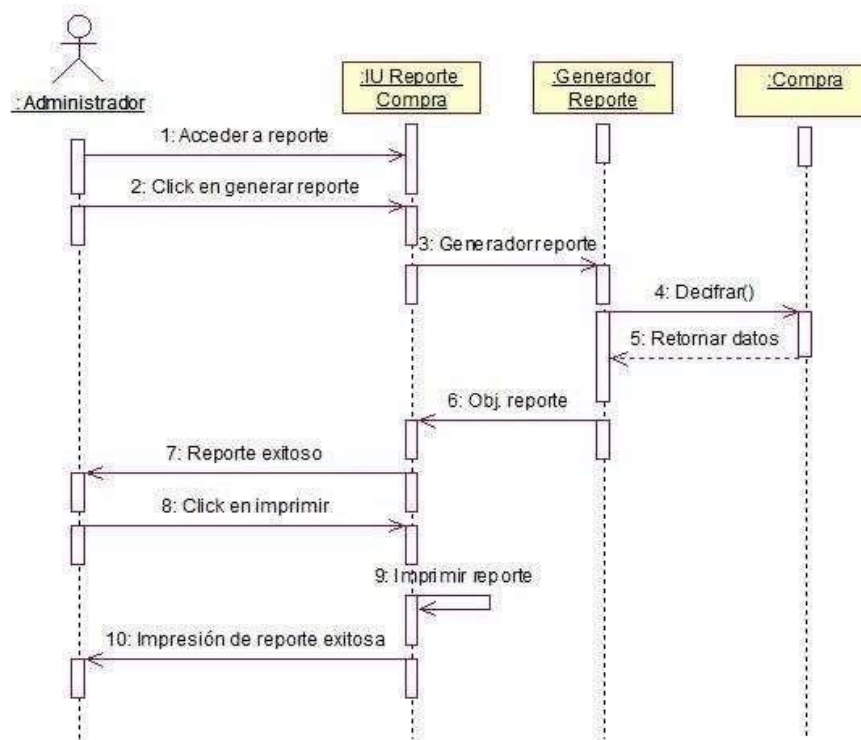 :IU Reporte
Compra
:Generador
Reporte
:Compra
: Administrador
1: Acceder a reporte
2: Click en generar reporte
3: Generador reporte
4: Decifrar()
5: Retornar datos
6: Obj. reporte
7: Reporte exitoso
8: Click en imprimir
9: Imprimir reporte
10: Impresión de reporte exitosa